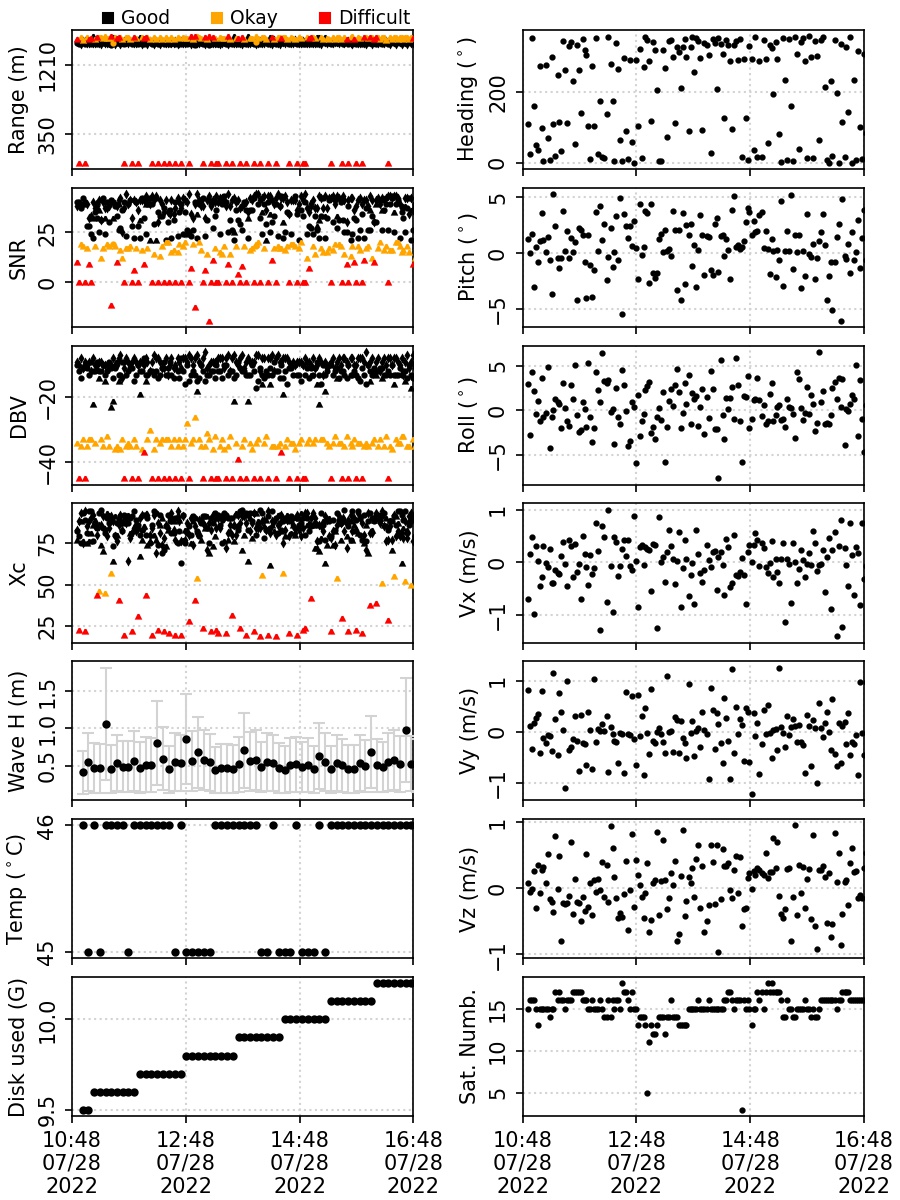 Good Okay Difficult
Range (m)
1210
350
Heading (°)
200
0
SNR
25
0
Pitch (°)
5
0
−5
DBV
−20
−40
Roll (°)
5
0
−5
Xc
75
50
25
Vx (m/s)
1
0
−1
Wave H (m)
1.5
1.0
0.5
Vy (m/s)
1
0
−1
Temp (°C)
46
45
Vz (m/s)
1
0
−1
Disk used (G)
10.0
9.5
Sat. Numb.
15
10
5
10:48 12:48 14:48 16:48
07/28 07/28 07/28 07/28
2022 2022 2022 2022
10:48 12:48 14:48 16:48
07/28 07/28 07/28 07/28
2022 2022 2022 2022